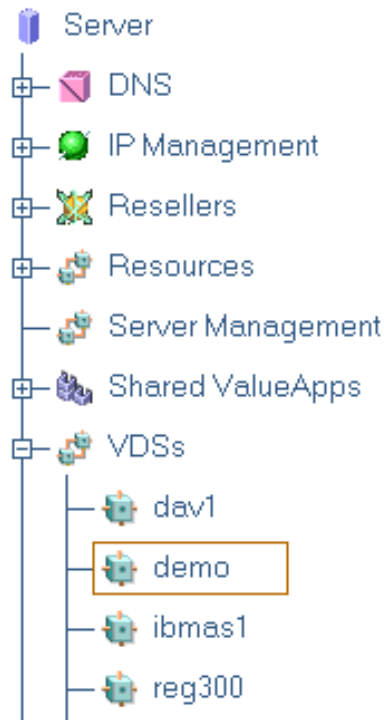 Server
DNS
IP Management
Resellers
Resources
Server Management
Shared ValueApps
VDSs
dav1
demo
ibmas1
reg300